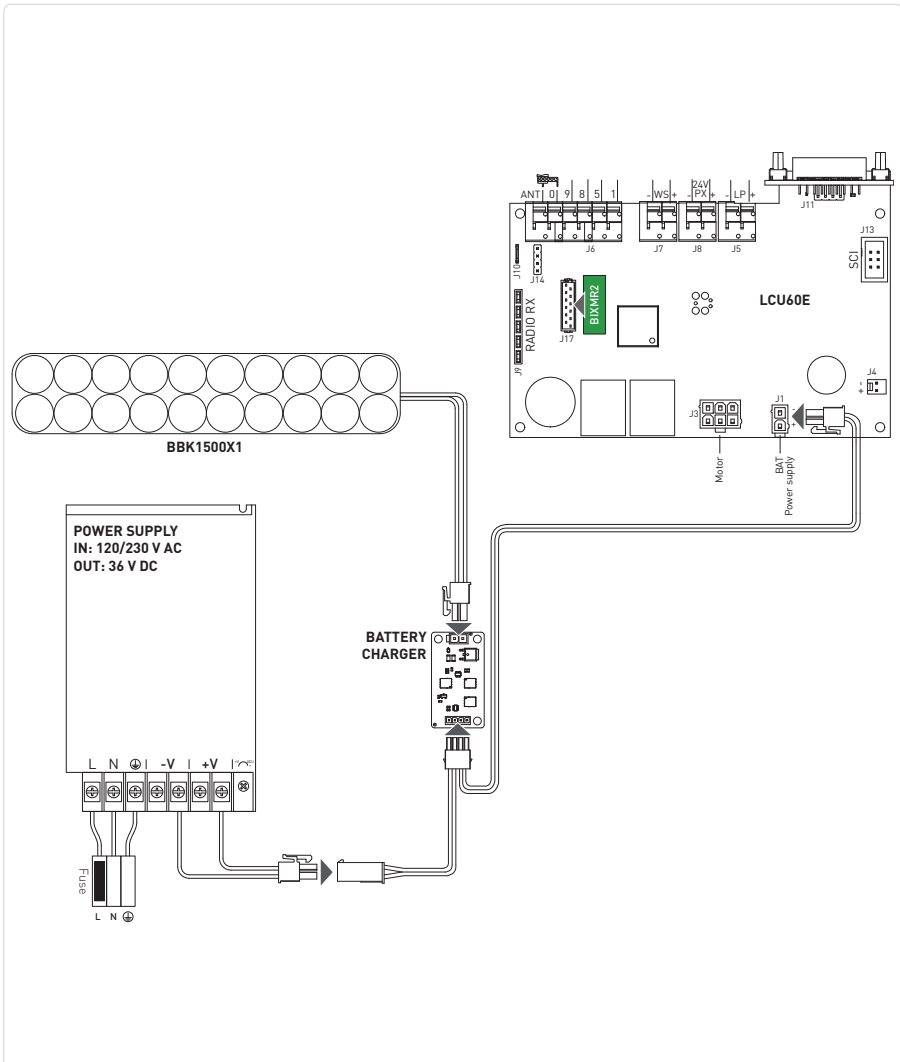 ANT 0 9 8 5 1
- WS +
24V
- PX +
- LP +
J11
J6
J7
J8
J5
J13
SCI
J10
J14
LCU60E
BIXMR2
RADIO RX
J17
J9
J4
+ -
J3
J1
-
+
Motor
BAT
Power supply
BBK1500X1
POWER SUPPLY
IN: 120/230 V AC
OUT: 36 V DC
BATTERY
CHARGER
L N -V +V
Fuse
L N